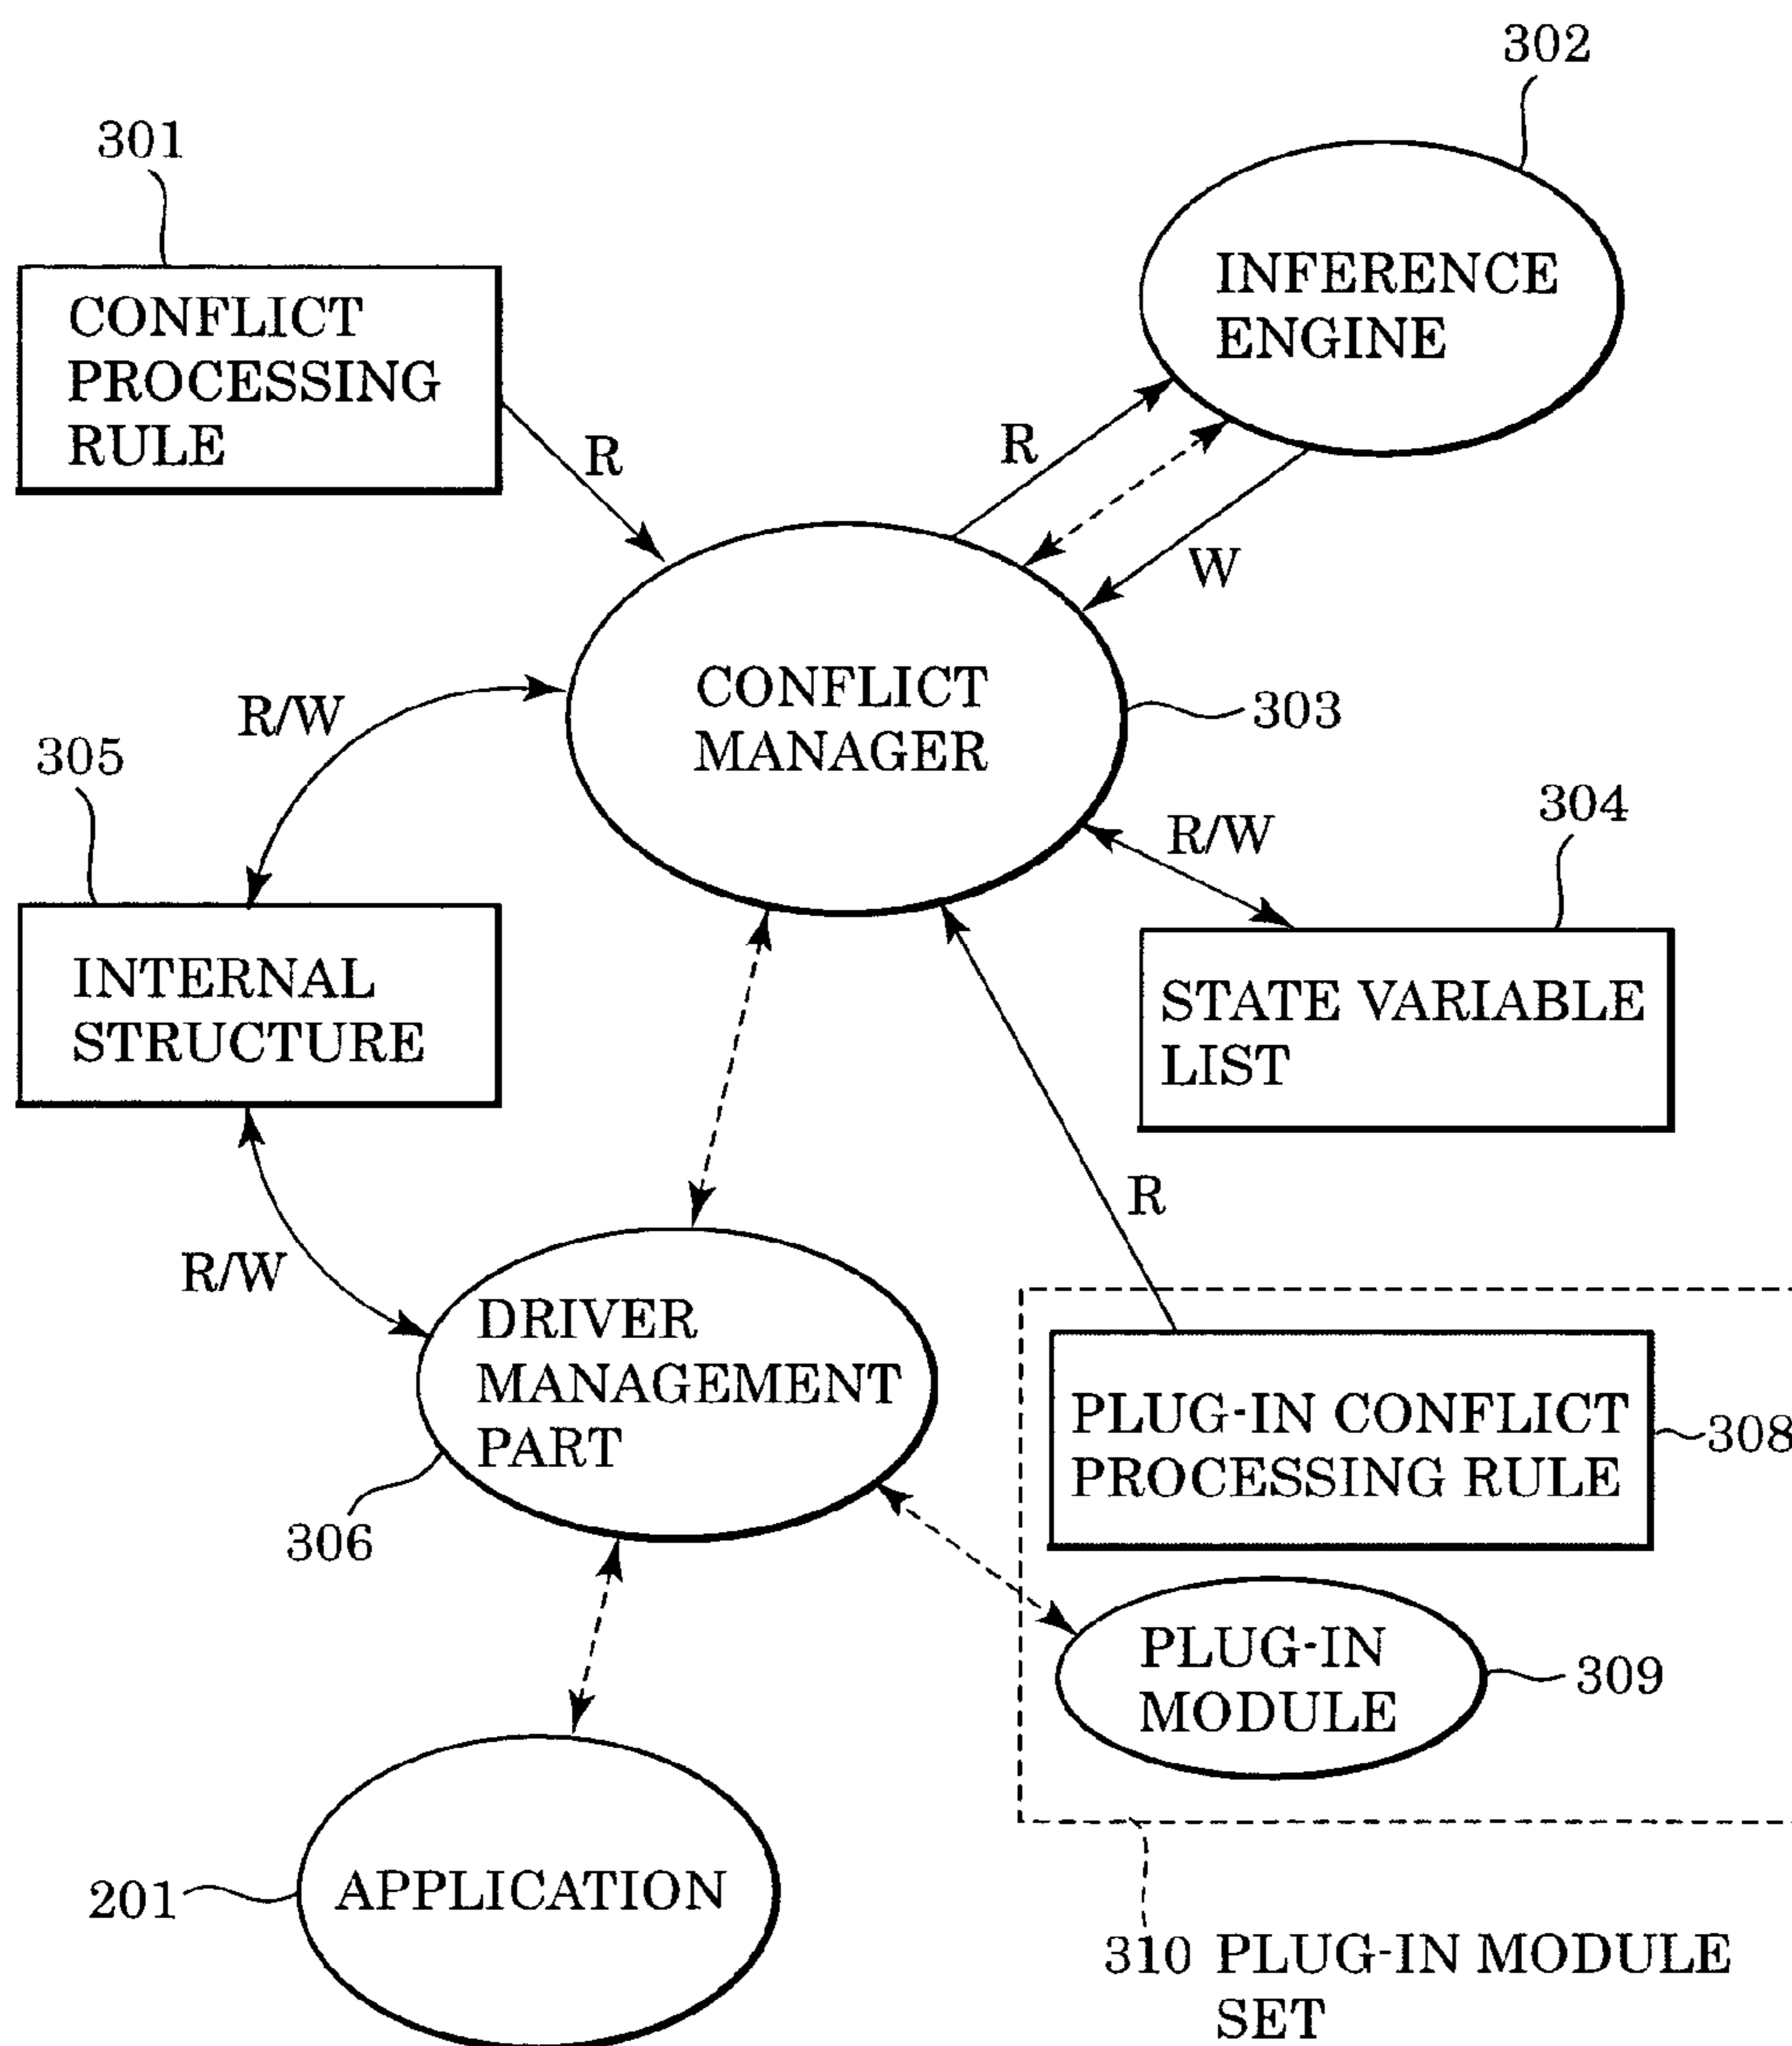 302
301
INFERENCE
ENGINE
CONFLICT
PROCESSING
RULE
R
R
W
CONFLICT
MANAGER
303
R/W
305
304
R/W
INTERNAL
STRUCTURE
STATE VARIABLE
LIST
R
R/W
DRIVER
MANAGEMENT
PART
306
PLUG-IN CONFLICT
PROCESSING RULE
308
PLUG-IN
MODULE
309
201
APPLICATION
310 PLUG-IN MODULE
SET